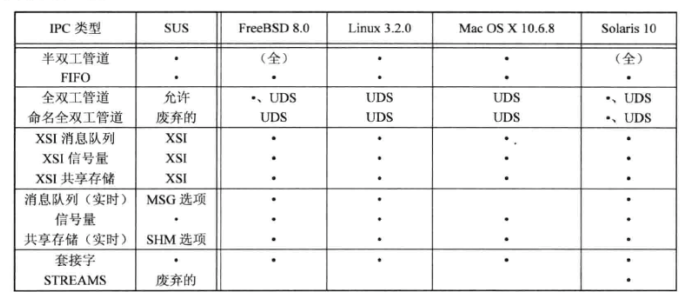 IPC 类型 SUS FreeBSD 8.0 Linux 3.2.0 Mac OS X 10.6.8 Solaris 10
半双工管道 • (全) • • (全)
FIFO • • • • •
全双工管道 允许 •、UDS UDS UDS •、UDS
命名全双工管道 废弃的 UDS UDS UDS •、UDS
XSI 消息队列 XSI • • • •
XSI 信号量 XSI • • • •
XSI 共享存储 XSI • • • •
消息队列（实时） MSG 选项 • • •
信号量 • • • • •
共享存储（实时） SHM 选项 • • • •
套接字 • • • • •
STREAMS 废弃的 •